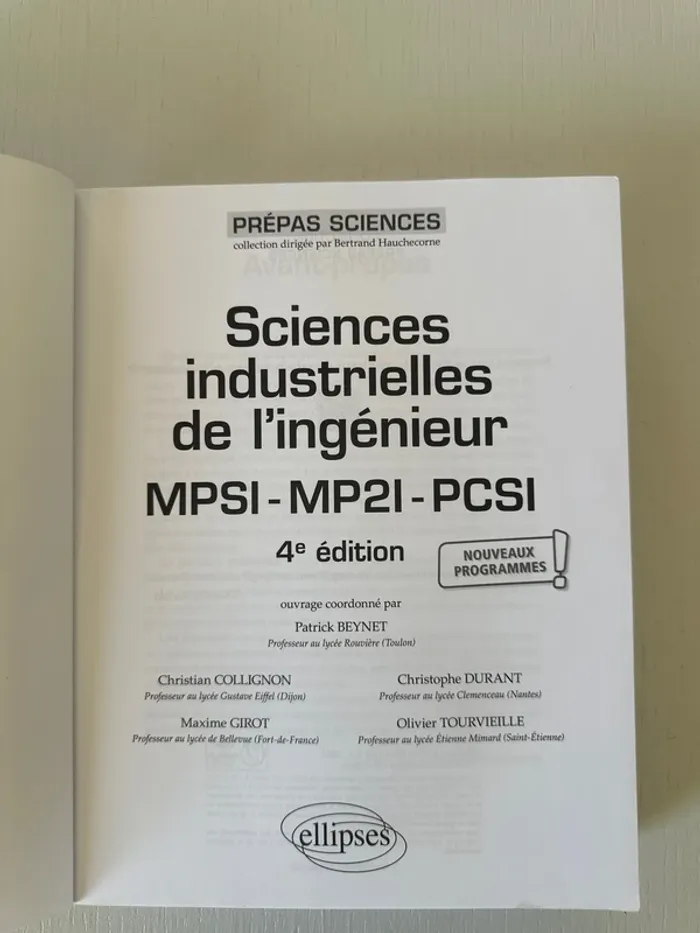 PRÉPAS SCIENCES
collection dirigée par Bertrand Hauchecorne
Sciences
industrielles
de l'ingénieur
MPSI - MP2I - PCSI
4e édition
NOUVEAUX
PROGRAMMES
!
ouvrage coordonné par
Patrick BEYNET
Professeur au lycée Rouvière (Toulon)
Christian COLLIGNON
Professeur au lycée Gustave Eiffel (Dijon)
Christophe DURANT
Professeur au lycée Clemenceau (Nantes)
Maxime GIROT
Professeur au lycée de Bellevue (Fort-de-France)
Olivier TOURVIEILLE
Professeur au lycée Étienne Mimard (Saint-Étienne)
ellipses